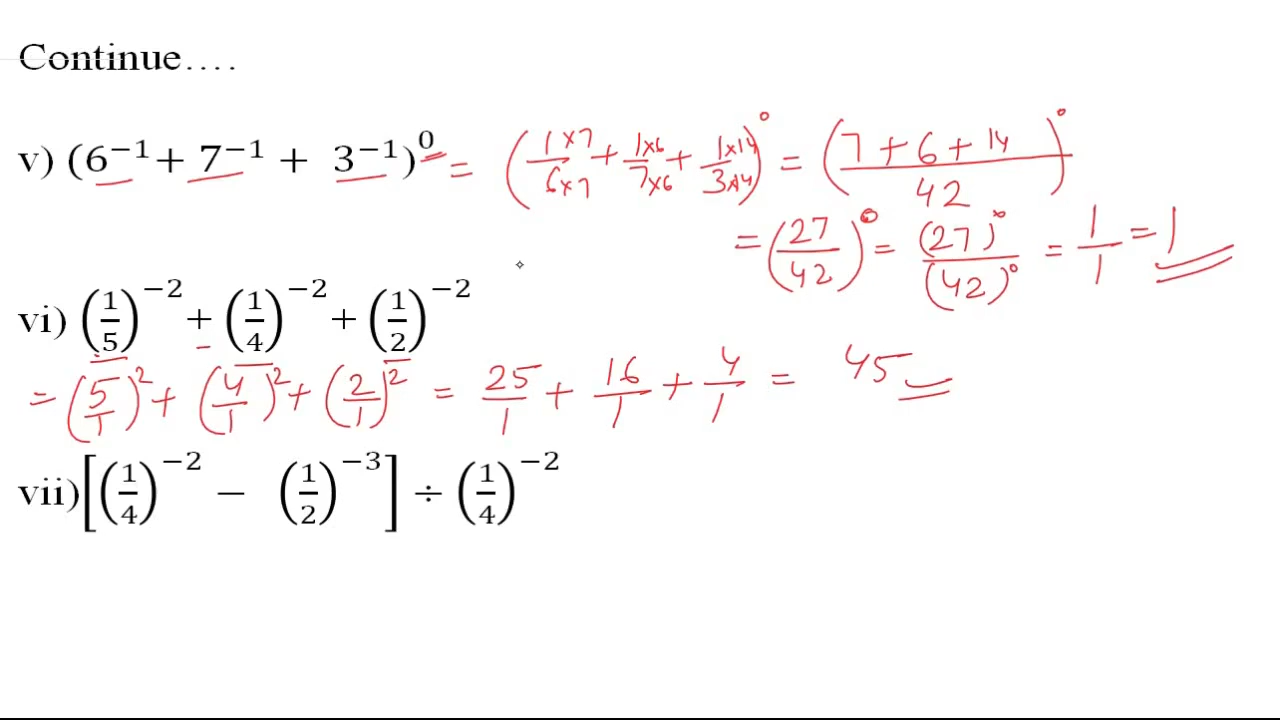 Continue....
v) (6⁻¹+ 7⁻¹ + 3⁻¹)⁰ = (1×7/6×7 + 1×6/7×6 + 1×14/3×14)⁰ = (7+6+14/42)⁰
= (27/42)⁰ = (27)⁰/(42)⁰ = 1/1 = 1
vi) (1/5)⁻² + (1/4)⁻² + (1/2)⁻²
= (5/1)² + (4/1)² + (2/1)² = 25/1 + 16/1 + 4/1 = 45
vii) [(1/4)⁻² − (1/2)⁻³] ÷ (1/4)⁻²